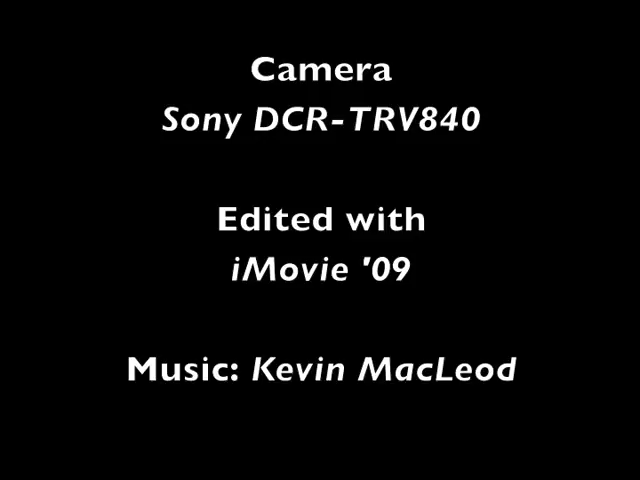 Camera
Sony DCR-TRV840
Edited with
iMovie '09
Music: Kevin MacLeod